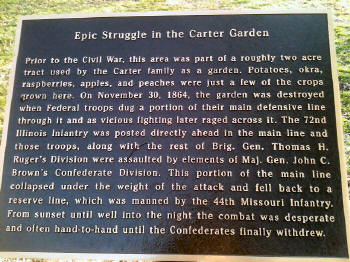 Epic Struggle in the Carter Garden
Prior to the Civil War, this area was part of a roughly two acre
tract used by the Carter family as a garden. Potatoes, okra,
raspberries, apples, and peaches were just a few of the crops
grown here. On November 30, 1864, the garden was destroyed
when Federal troops dug a portion of their main defensive line
through it and as vicious fighting later raged across it. The 72nd
Illinois Infantry was posted directly ahead in the main line and
those troops, along with the rest of Brig. Gen. Thomas H.
Ruger's Division were assaulted by elements of Maj. Gen. John C.
Brown's Confederate Division. This portion of the main line
collapsed under the weight of the attack and fell back to a
reserve line, which was manned by the 44th Missouri Infantry.
From sunset until well into the night the combat was desperate
and often hand-to-hand until the Confederates finally withdrew.